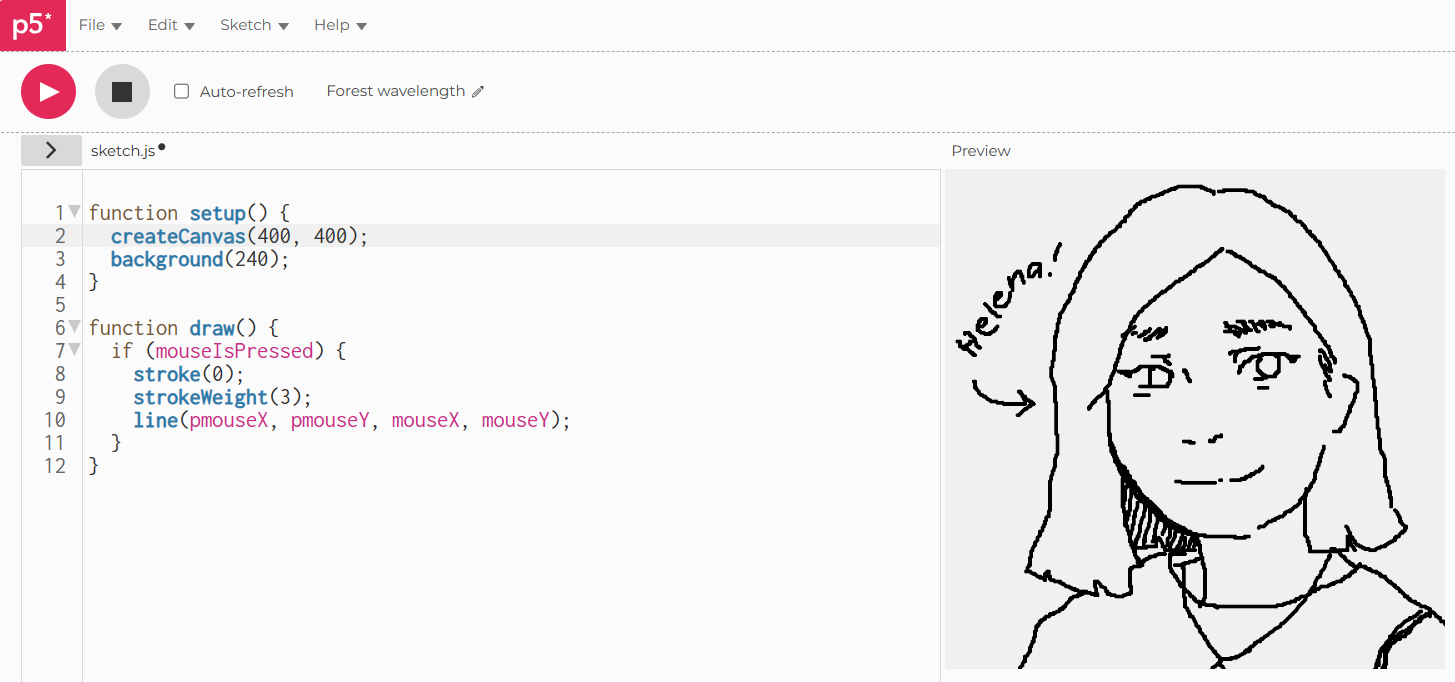 p5* File Edit Sketch Help
Auto-refresh Forest wavelength
> sketch.js● Preview
1 function setup() {
2 createCanvas(400, 400);
3 background(240);
4 }
5
6 function draw() {
7 if (mouseIsPressed) {
8 stroke(0);
9 strokeWeight(3);
10 line(pmouseX, pmouseY, mouseX, mouseY);
11 }
12 }
Helena!